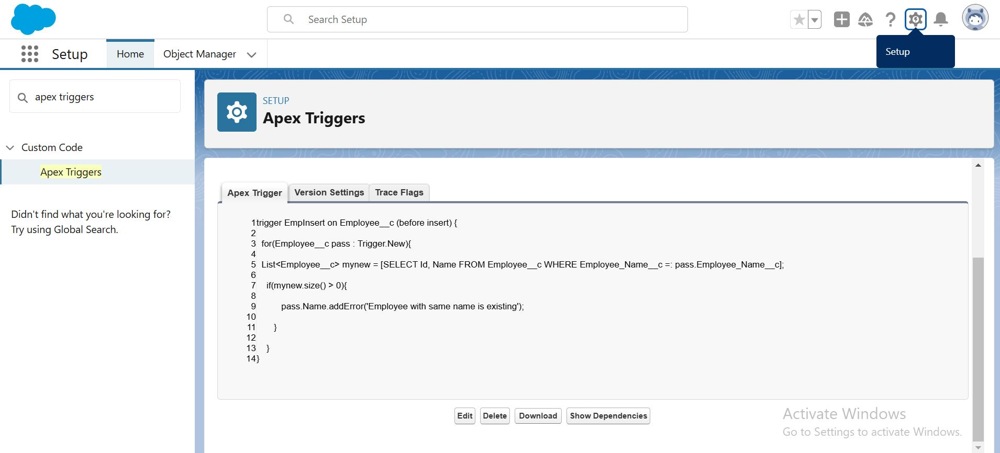 Search Setup
Setup
Setup
Home
Object Manager
apex triggers
Custom Code
Apex Triggers
Didn't find what you're looking for?
Try using Global Search.
SETUP
Apex Triggers
Apex Trigger
Version Settings
Trace Flags
1trigger EmpInsert on Employee__c (before insert) {
2
3 for(Employee__c pass : Trigger.New){
4
5 List<Employee__c> mynew = [SELECT Id, Name FROM Employee__c WHERE Employee_Name__c =: pass.Employee_Name__c];
6
7 if(mynew.size() > 0){
8
9 pass.Name.addError('Employee with same name is existing');
10
11 }
12
13 }
14}
Edit
Delete
Download
Show Dependencies
Activate Windows
Go to Settings to activate Windows.